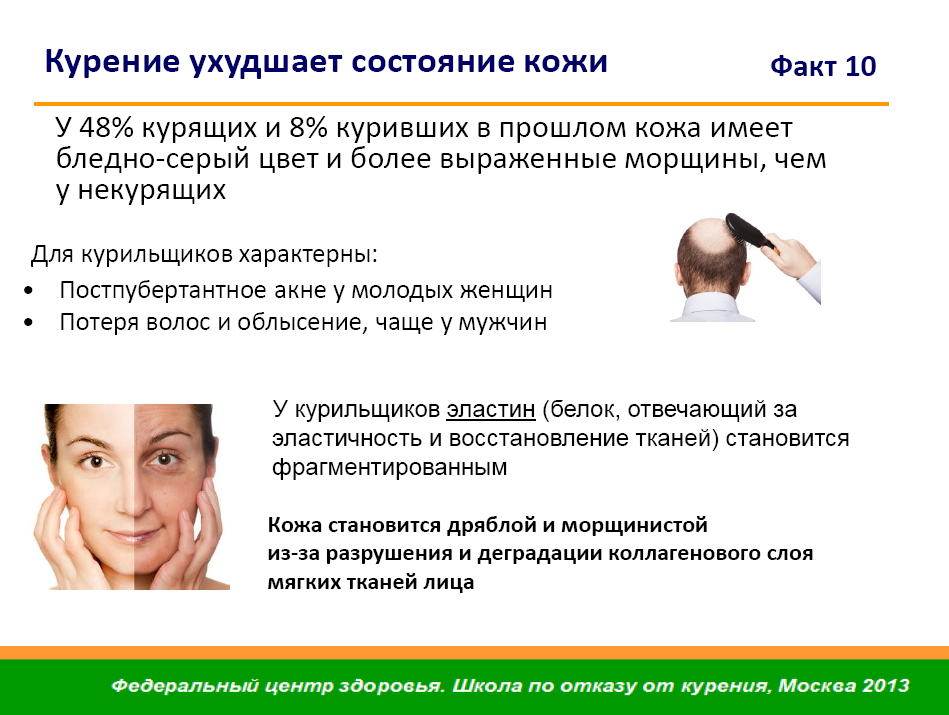 Курение ухудшает состояние кожи
Факт 10
У 48% курящих и 8% куривших в прошлом кожа имеет
бледно-серый цвет и более выраженные морщины, чем
у некурящих
Для курильщиков характерны:
• Постпубертантное акне у молодых женщин
• Потеря волос и облысение, чаще у мужчин
У курильщиков эластин (белок, отвечающий за
эластичность и восстановление тканей) становится
фрагментированным
Кожа становится дряблой и морщинистой
из-за разрушения и деградации коллагенового слоя
мягких тканей лица
Федеральный центр здоровья. Школа по отказу от курения, Москва 2013